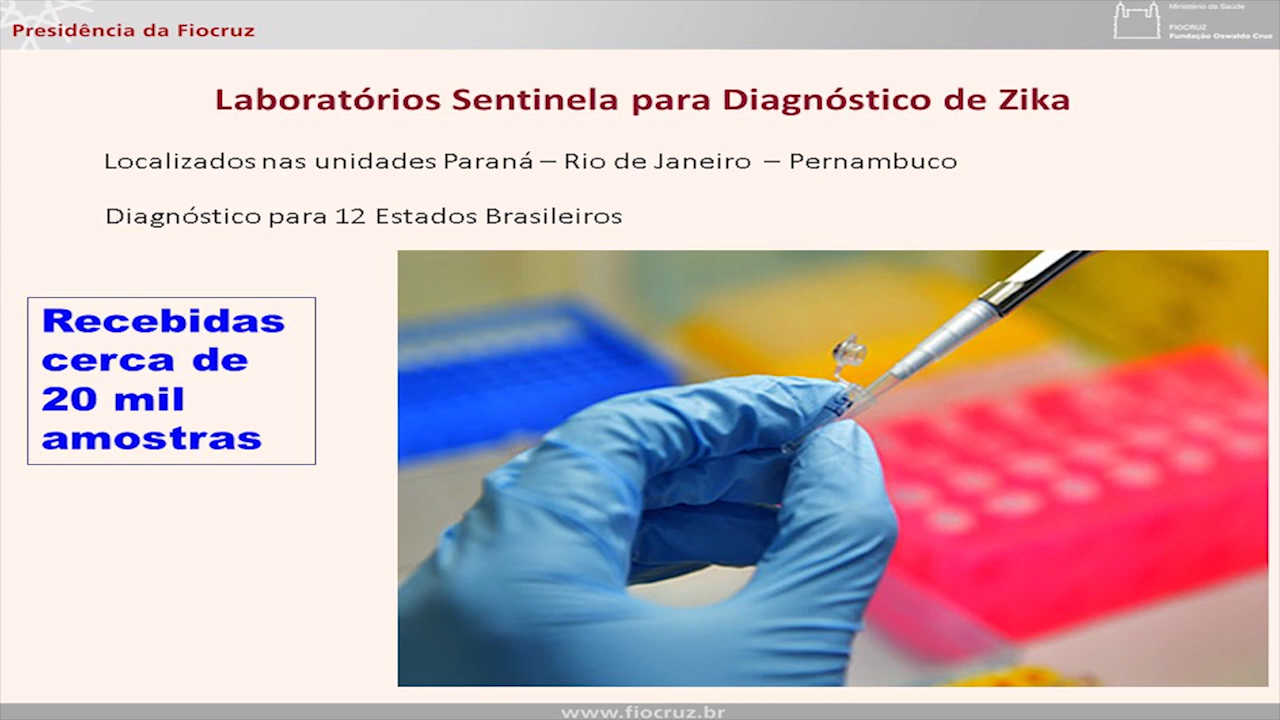 Presidência da Fiocruz
Ministério da Saúde
FIOCRUZ
Fundação Oswaldo Cruz
Laboratórios Sentinela para Diagnóstico de Zika
Localizados nas unidades Paraná – Rio de Janeiro – Pernambuco
Diagnóstico para 12 Estados Brasileiros
Recebidas
cerca de
20 mil
amostras
www.fiocruz.br